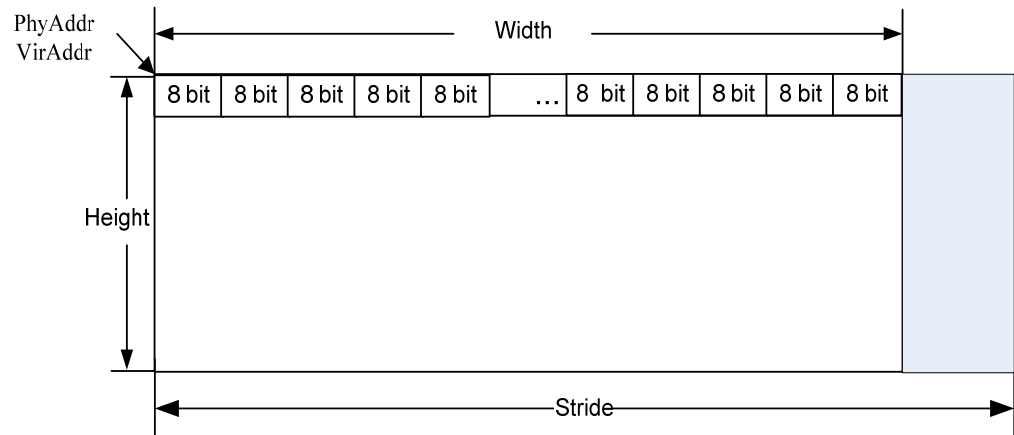 PhyAddr
VirAddr
Width
8 bit 8 bit 8 bit 8 bit 8 bit ... 8 bit 8 bit 8 bit 8 bit 8 bit
Height
Stride